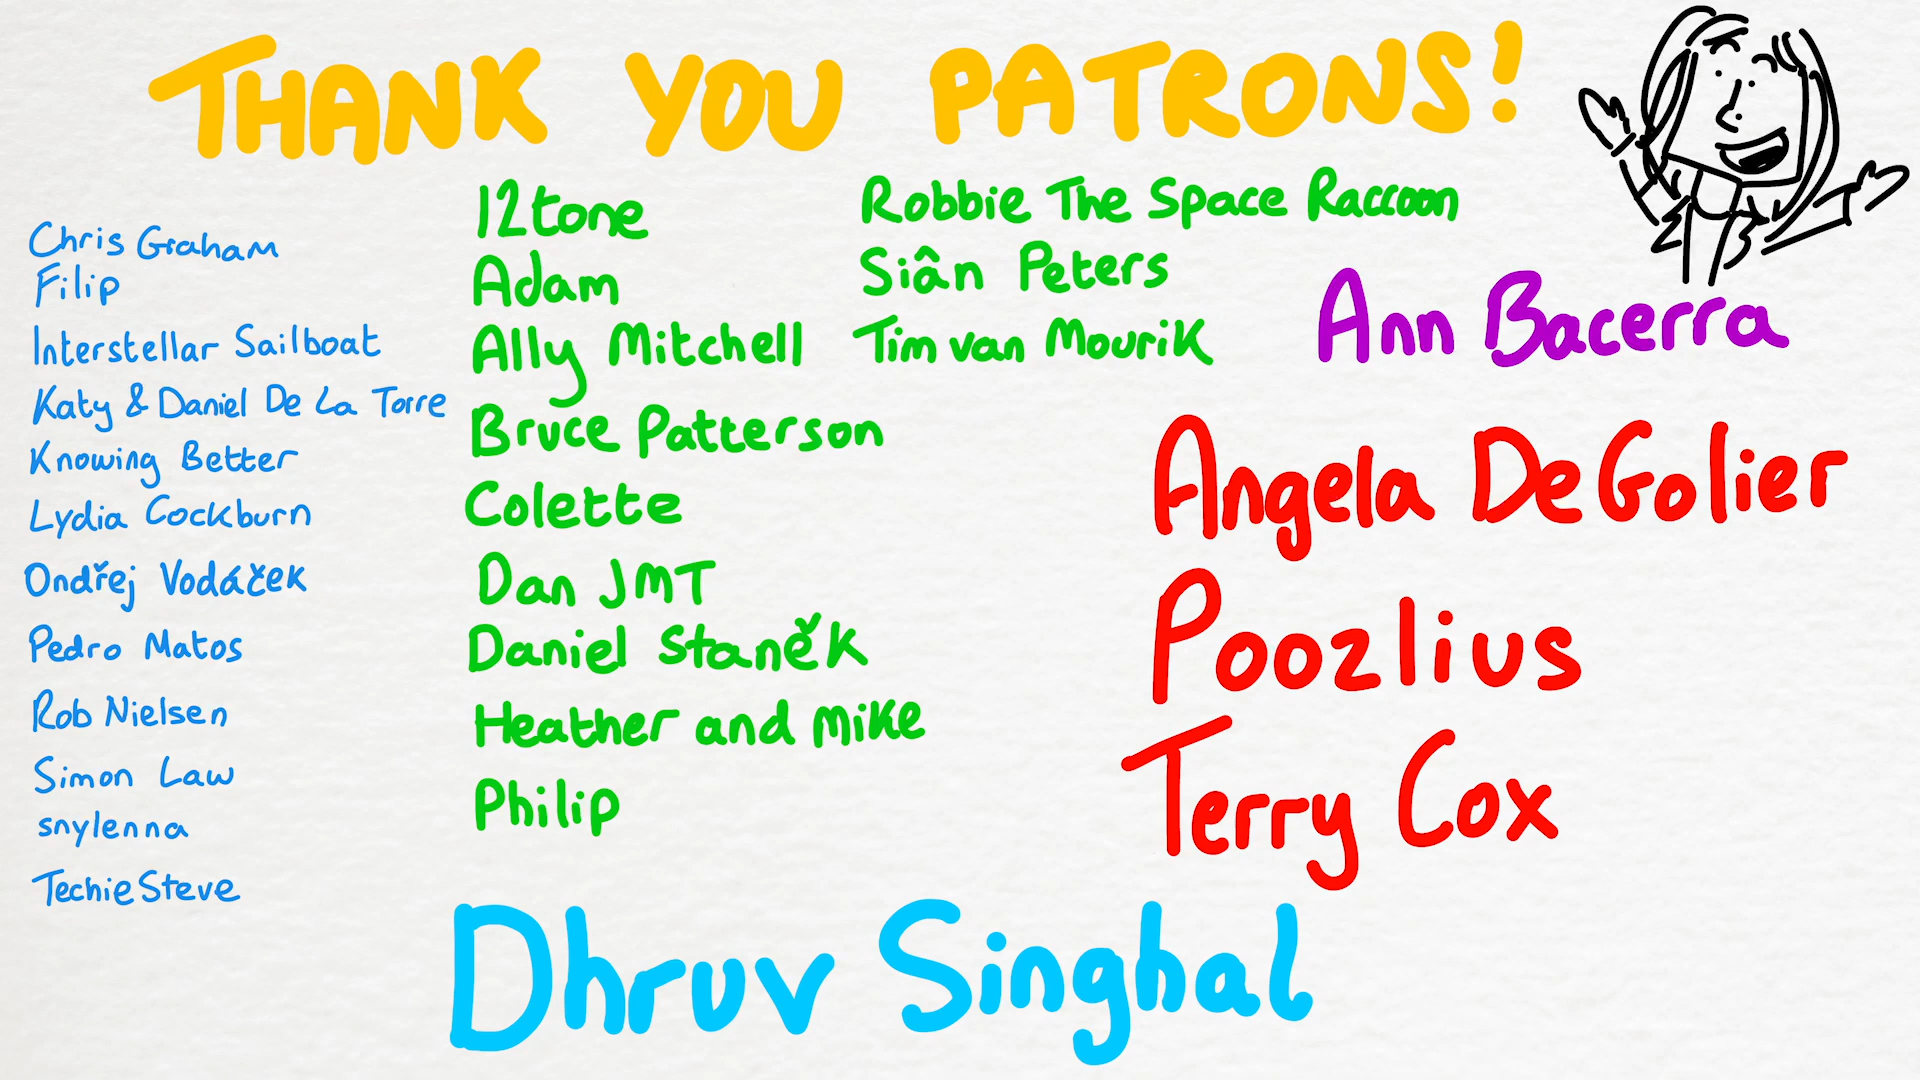 THANK YOU PATRONS!
Chris Graham
Filip
Interstellar Sailboat
Katy & Daniel De La Torre
Knowing Better
Lydia Cockburn
Ondřej Vodáček
Pedro Matos
Rob Nielsen
Simon Law
snylenna
TechieSteve
12tone
Adam
Ally Mitchell
Bruce Patterson
Colette
Dan JMT
Daniel Staněk
Heather and Mike
Philip
Robbie The Space Raccoon
Siân Peters
Tim van Mourik
Ann Bacerra
Angela DeGolier
Poozlius
Terry Cox
Dhruv Singhal